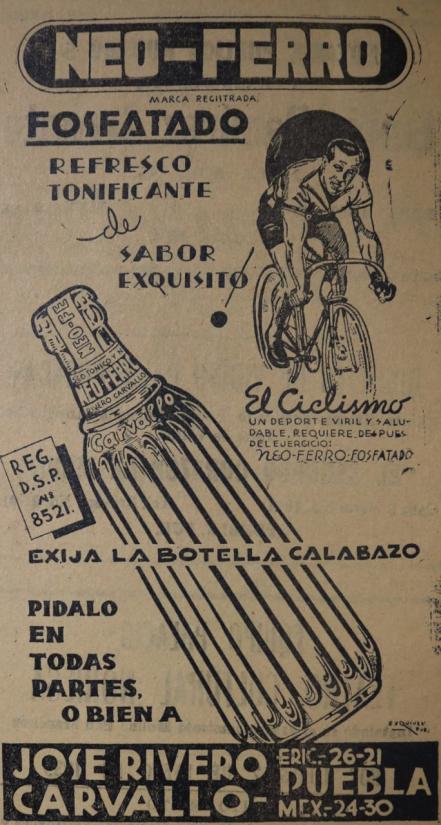 NEO-FERRO
MARCA REGISTRADA.
FOSFATADO
REFRESCO
TONIFICANTE
de
SABOR
EXQUISITO
El Ciclismo
UN DEPORTE VIRIL Y SALU-
DABLE, REQUIERE DESPUES
DEL EJERCICIO:
NEO-FERRO-FOSFATADO
NEO-FE
TONICO Y N
NEO FERR
RIVERO CARVALLO
Carvallo
REG.
D.S.P.
Nº
8521.
EXIJA LA BOTELLA CALABAZO
PIDALO
EN
TODAS
PARTES,
O BIEN A
JOSE RIVERO
CARVALLO-
ERIC.-26-21
PUEBLA
MEX.-24-30